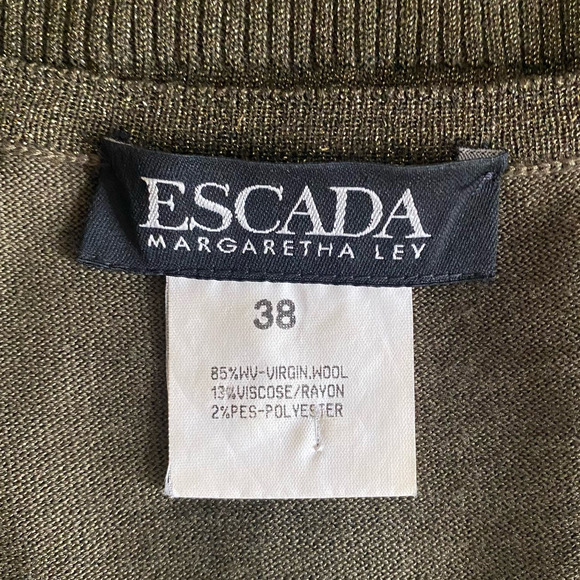 ESCADA
MARGARETHA LEY
38
85%WV-VIRGIN.WOOL
13%VISCOSE/RAYON
2%PES-POLYESTER